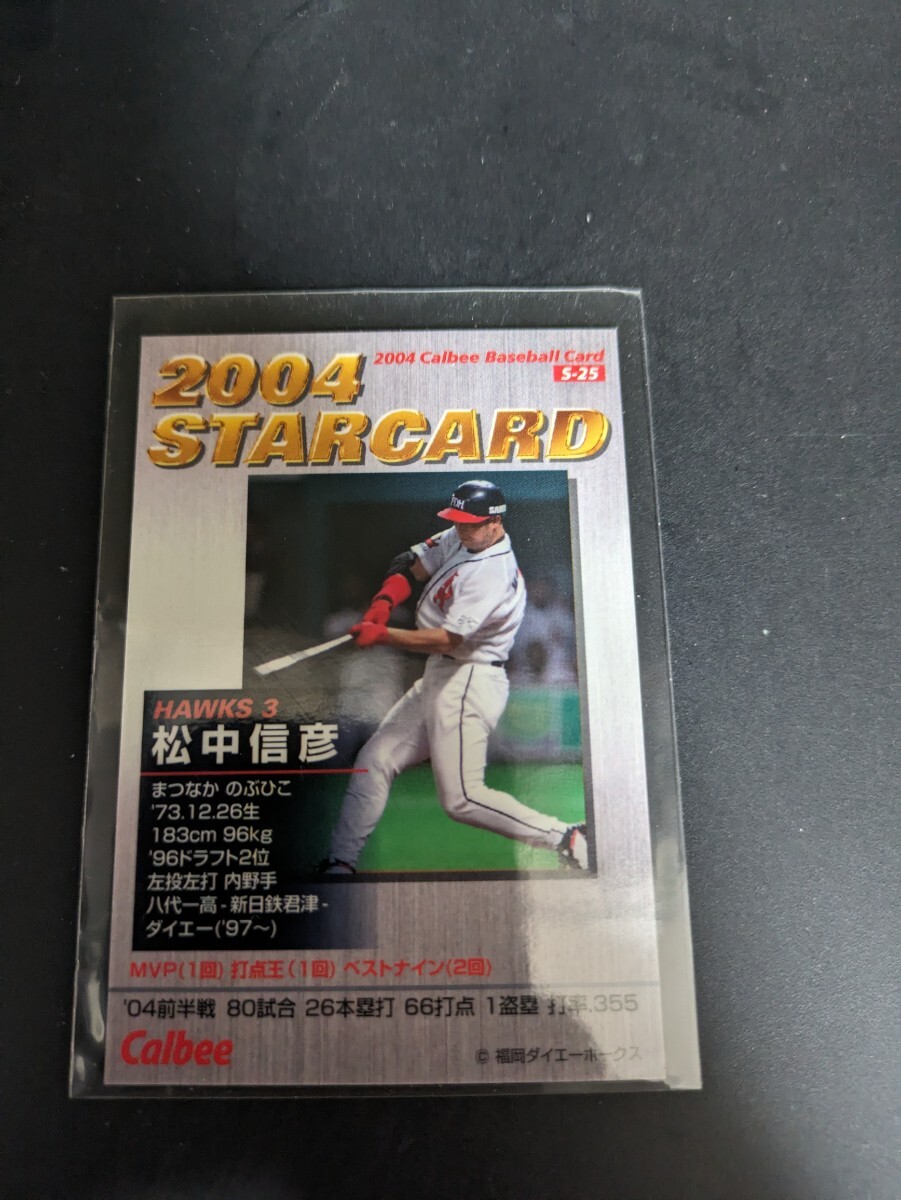 2004 Calbee Baseball Card
S-25
2004
STARCARD
HAWKS 3
松中信彦
まつなか のぶひこ
'73.12.26生
183cm 96kg
'96ドラフト2位
左投左打 内野手
八代一高 - 新日鉄君津 -
ダイエー('97〜)
MVP(1回) 打点王(1回) ベストナイン(2回)
'04前半戦 80試合 26本塁打 66打点 1盗塁 打率.355
Calbee
© 福岡ダイエーホークス